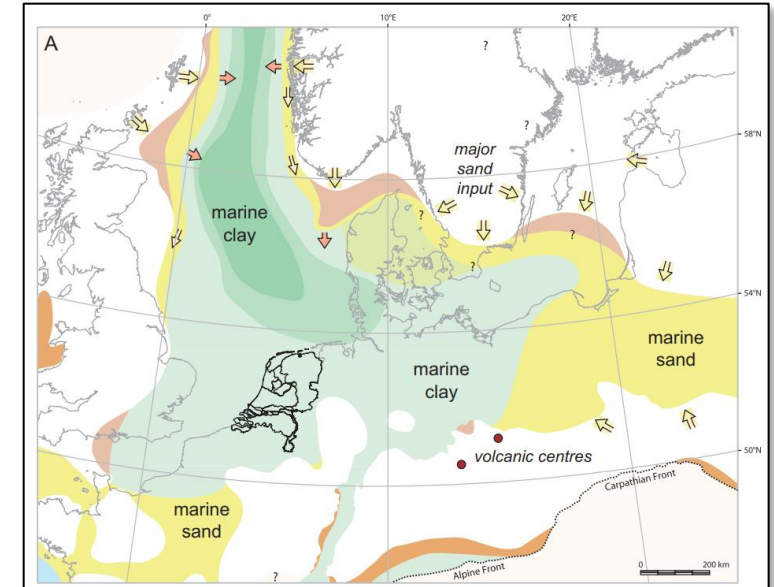 A
0°
10°E
20°E
?
?
58°N
major
sand
input
marine
clay
?
?
?
54°N
marine
sand
marine
clay
volcanic centres
50°N
Carpathian Front
marine
sand
?
Alpine Front
0
200 km